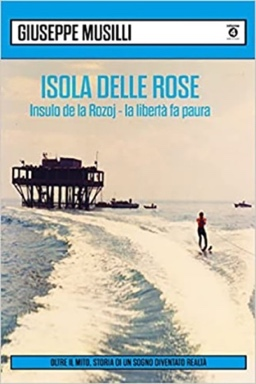 GIUSEPPE MUSILLI
4
ISOLA DELLE ROSE
Insulo de la Rozoj - la libertà fa paura
OLTRE IL MITO, STORIA DI UN SOGNO DIVENTATO REALTÀ